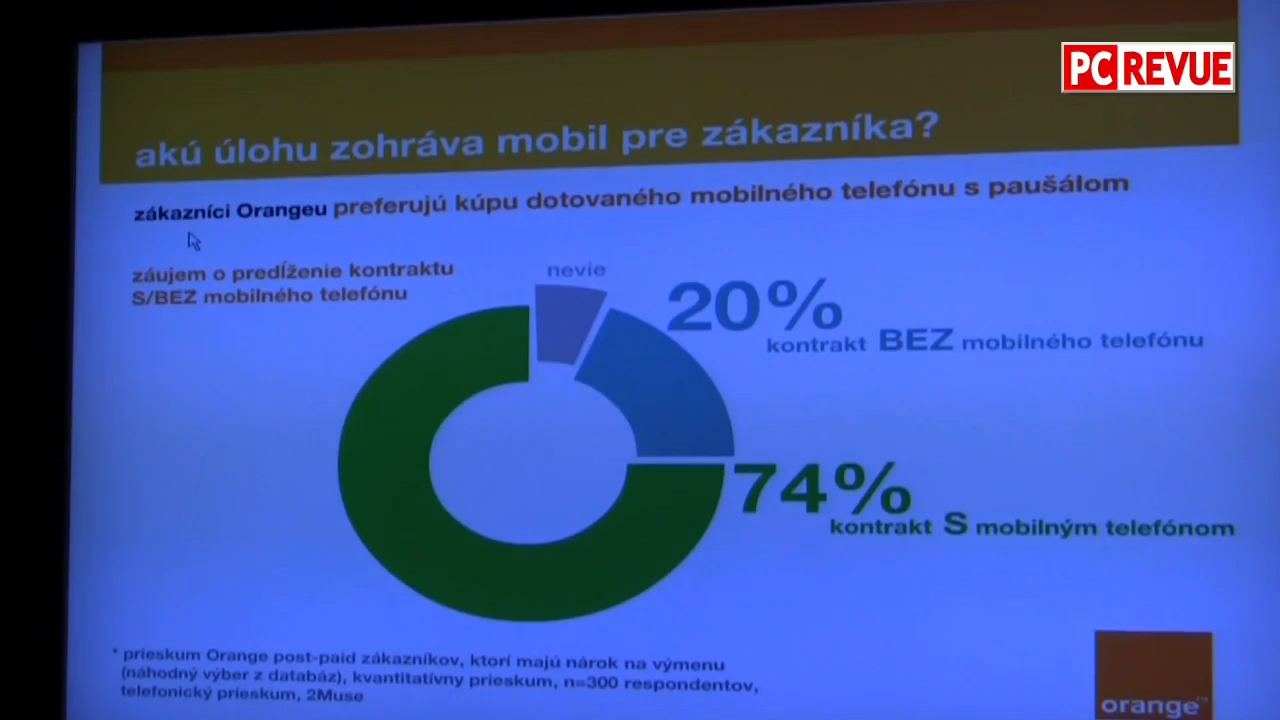 PC REVUE
akú úlohu zohráva mobil pre zákazníka?
zákazníci Orangeu preferujú kúpu dotovaného mobilného telefónu s paušálom
záujem o predĺženie kontraktu
S/BEZ mobilného telefónu
nevie
20%
kontrakt BEZ mobilného telefónu
74%
kontrakt S mobilným telefónom
* prieskum Orange post-paid zákazníkov, ktorí majú nárok na výmenu
(náhodný výber z databáz), kvantitatívny prieskum, n=300 respondentov,
telefonický prieskum, 2Muse
orange™